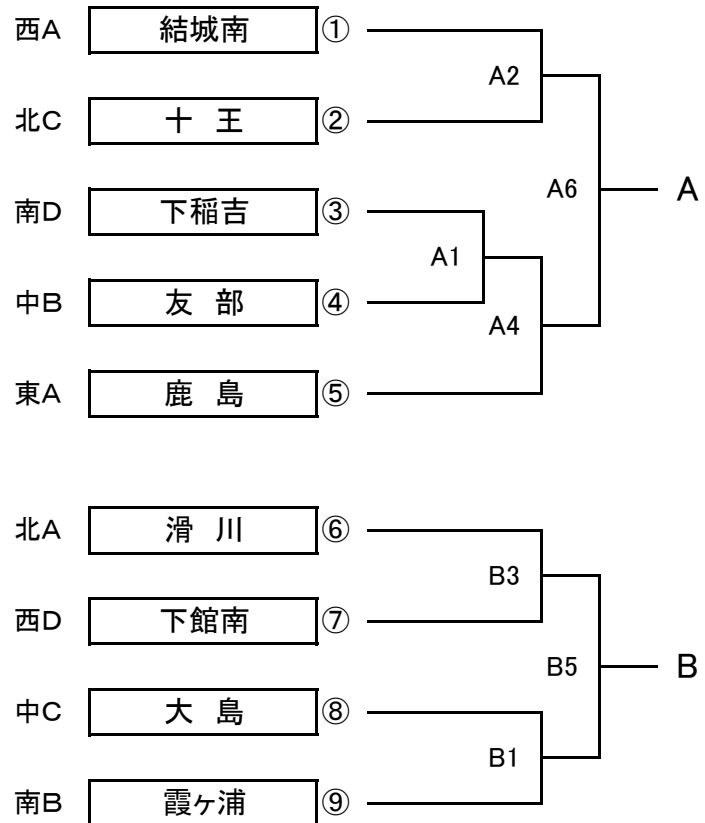 西A 結城南 ①
A2
北C 十 王 ②
A6 A
南D 下稲吉 ③
A1
中B 友 部 ④
A4
東A 鹿 島 ⑤
北A 滑 川 ⑥
B3
西D 下館南 ⑦
B5 B
中C 大 島 ⑧
B1
南B 霞ヶ浦 ⑨